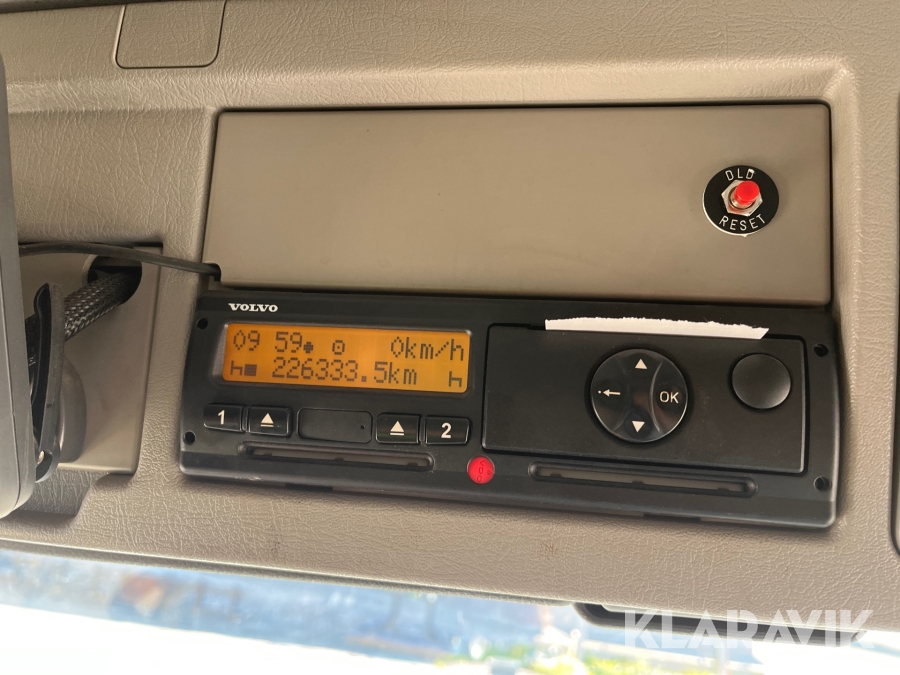 DLD
RESET
VOLVO
09 59 0km/h
226333.5km
1 2
OK
KLARAVIK